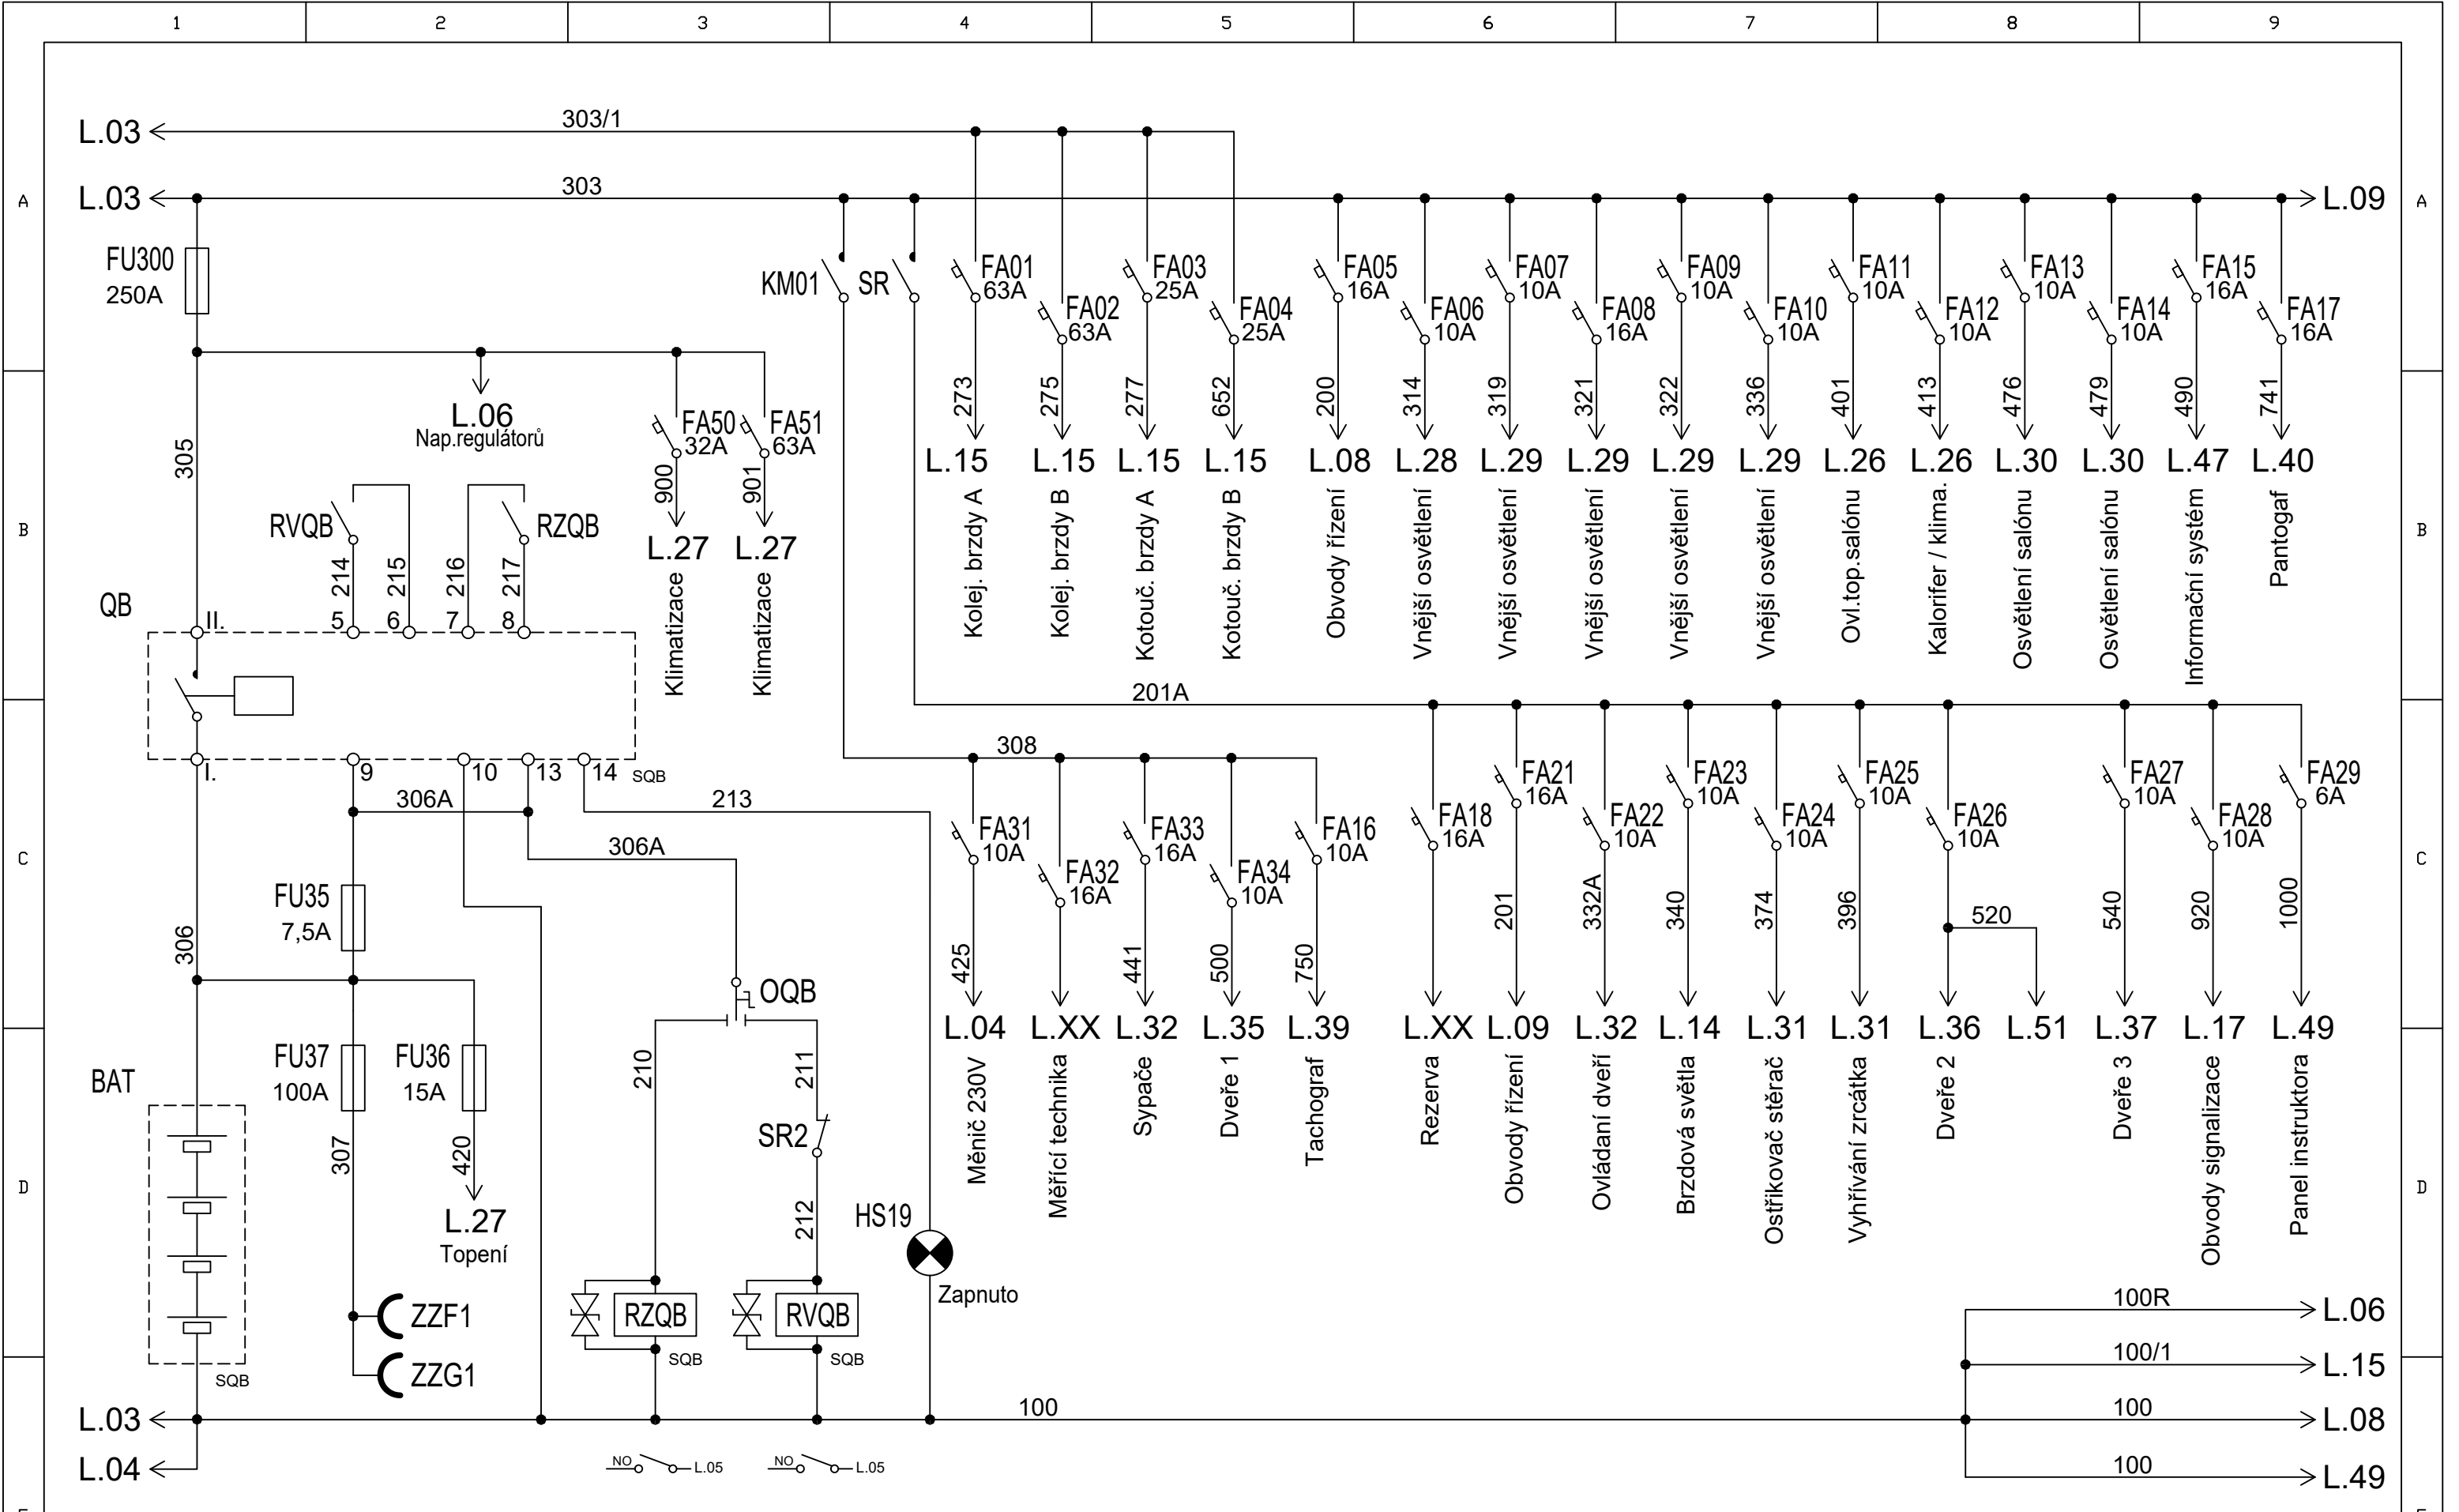 1 2 3 4 5 6 7 8 9
L.03 303/1
A L.03 303 L.09 A
FU300
250A
KM01 SR
FA01
63A
FA02
63A
FA03
25A
FA04
25A
FA05
16A
FA06
10A
FA07
10A
FA08
16A
FA09
10A
FA10
10A
FA11
10A
FA12
10A
FA13
10A
FA14
10A
FA15
16A
FA17
16A
273 275 277 652 200 314 319 321 322 336 401 413 476 479 490 741
L.15 L.15 L.15 L.15 L.08 L.28 L.29 L.29 L.29 L.29 L.26 L.26 L.30 L.30 L.47 L.40
Kolej. brzdy A
Kolej. brzdy B
Kotouč. brzdy A
Kotouč. brzdy B
Obvody řízení
Vnější osvětlení
Vnější osvětlení
Vnější osvětlení
Vnější osvětlení
Vnější osvětlení
Ovl.top.salónu
Kalorifer / klima.
Osvětlení salónu
Osvětlení salónu
Informační systém
Pantogaf
L.06
Nap.regulátorů
305
FA50
32A
FA51
63A
900 901
L.27 L.27
Klimatizace
Klimatizace
B B
RVQB RZQB
214 215 216 217
QB
II. 5 6 7 8
I. 9 10 13 14 SQB
306A 213
306A
201A
308
FA31
10A
FA32
16A
FA33
16A
FA34
10A
FA16
10A
FA18
16A
FA21
16A
FA22
10A
FA23
10A
FA24
10A
FA25
10A
FA26
10A
FA27
10A
FA28
10A
FA29
6A
C C
425 441 500 750 201 332A 340 374 396 520 540 920 1000
L.04 L.XX L.32 L.35 L.39 L.XX L.09 L.32 L.14 L.31 L.31 L.36 L.51 L.37 L.17 L.49
Měnič 230V
Měřící technika
Sypače
Dveře 1
Tachograf
Rezerva
Obvody řízení
Ovládaní dveří
Brzdová světla
Ostřikovač stěrač
Vyhřívání zrcátka
Dveře 2
Dveře 3
Obvody signalizace
Panel instruktora
FU35
7,5A
306
OQB
210 211
FU37
100A
FU36
15A
BAT
307 420
SR2
212
L.27
Topení
D D
HS19
Zapnuto
ZZF1
ZZG1
RZQB RVQB
SQB SQB SQB
100R L.06
100/1 L.15
L.03 100 100 L.08
L.04 NO L.05 NO L.05 100 L.49